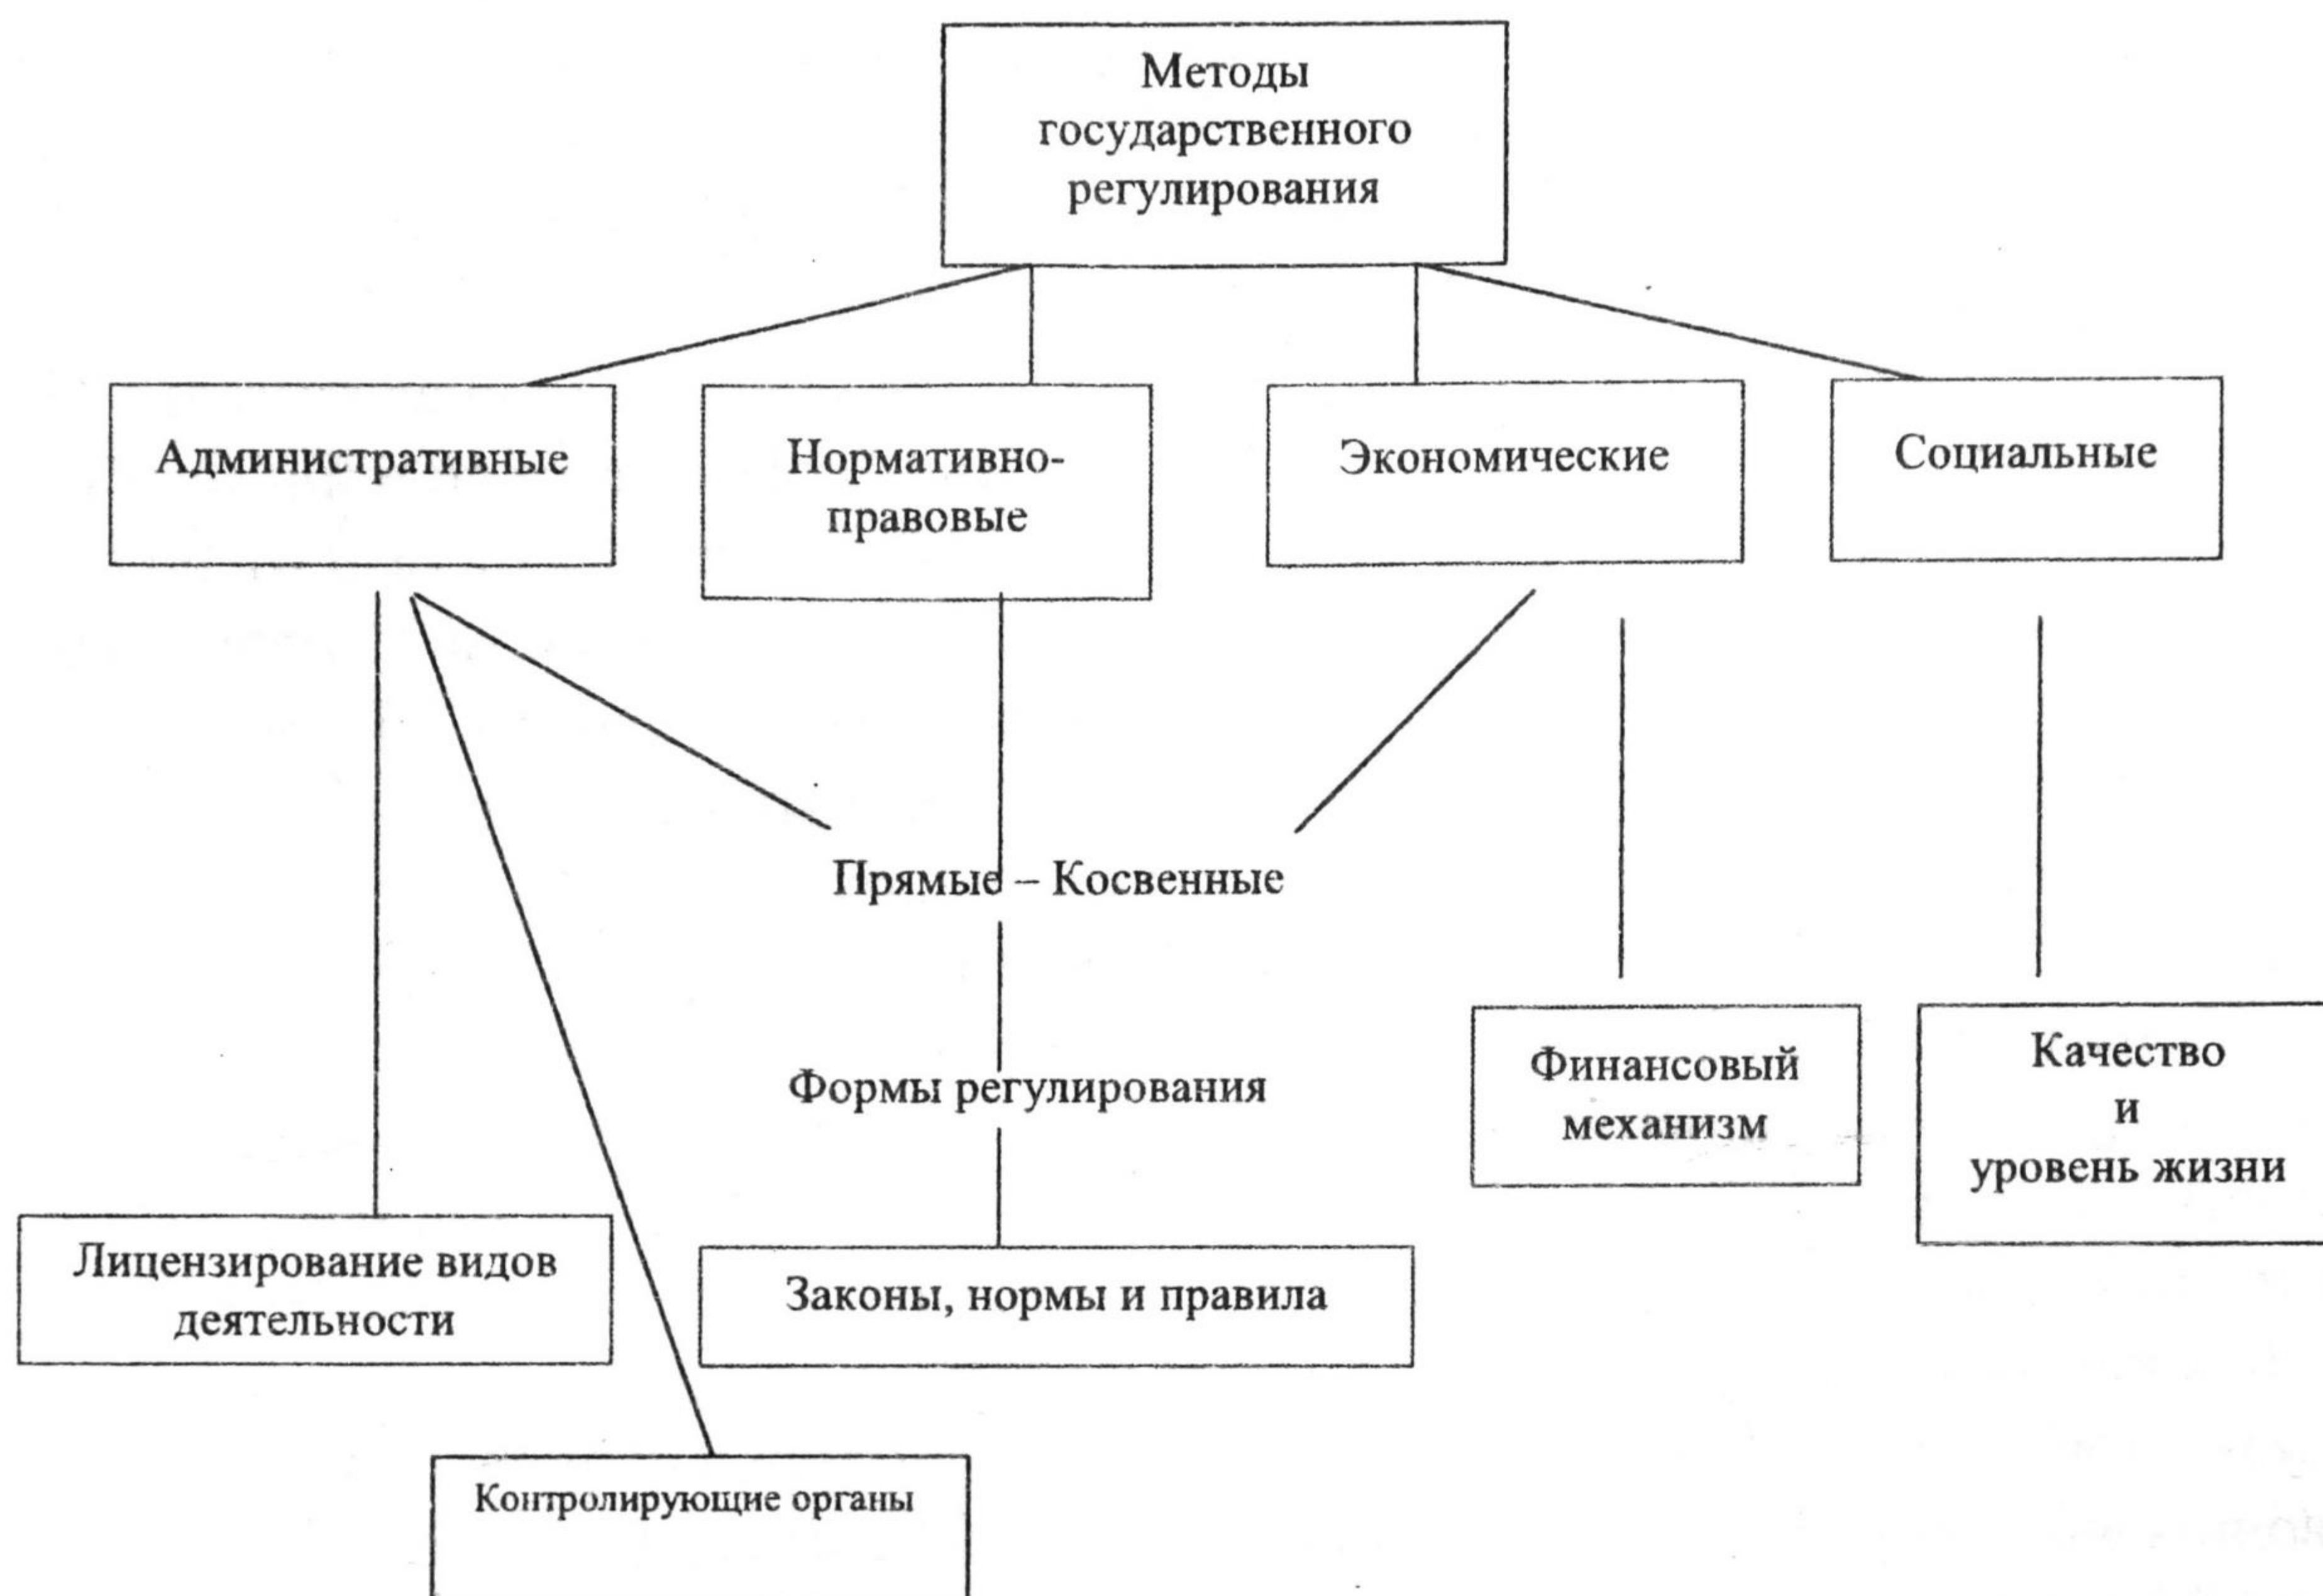 Методы
государственного
регулирования
Административные
Нормативно-
правовые
Экономические
Социальные
Прямые – Косвенные
Формы регулирования
Финансовый
механизм
Качество
и
уровень жизни
Лицензирование видов
деятельности
Законы, нормы и правила
Контролирующие органы